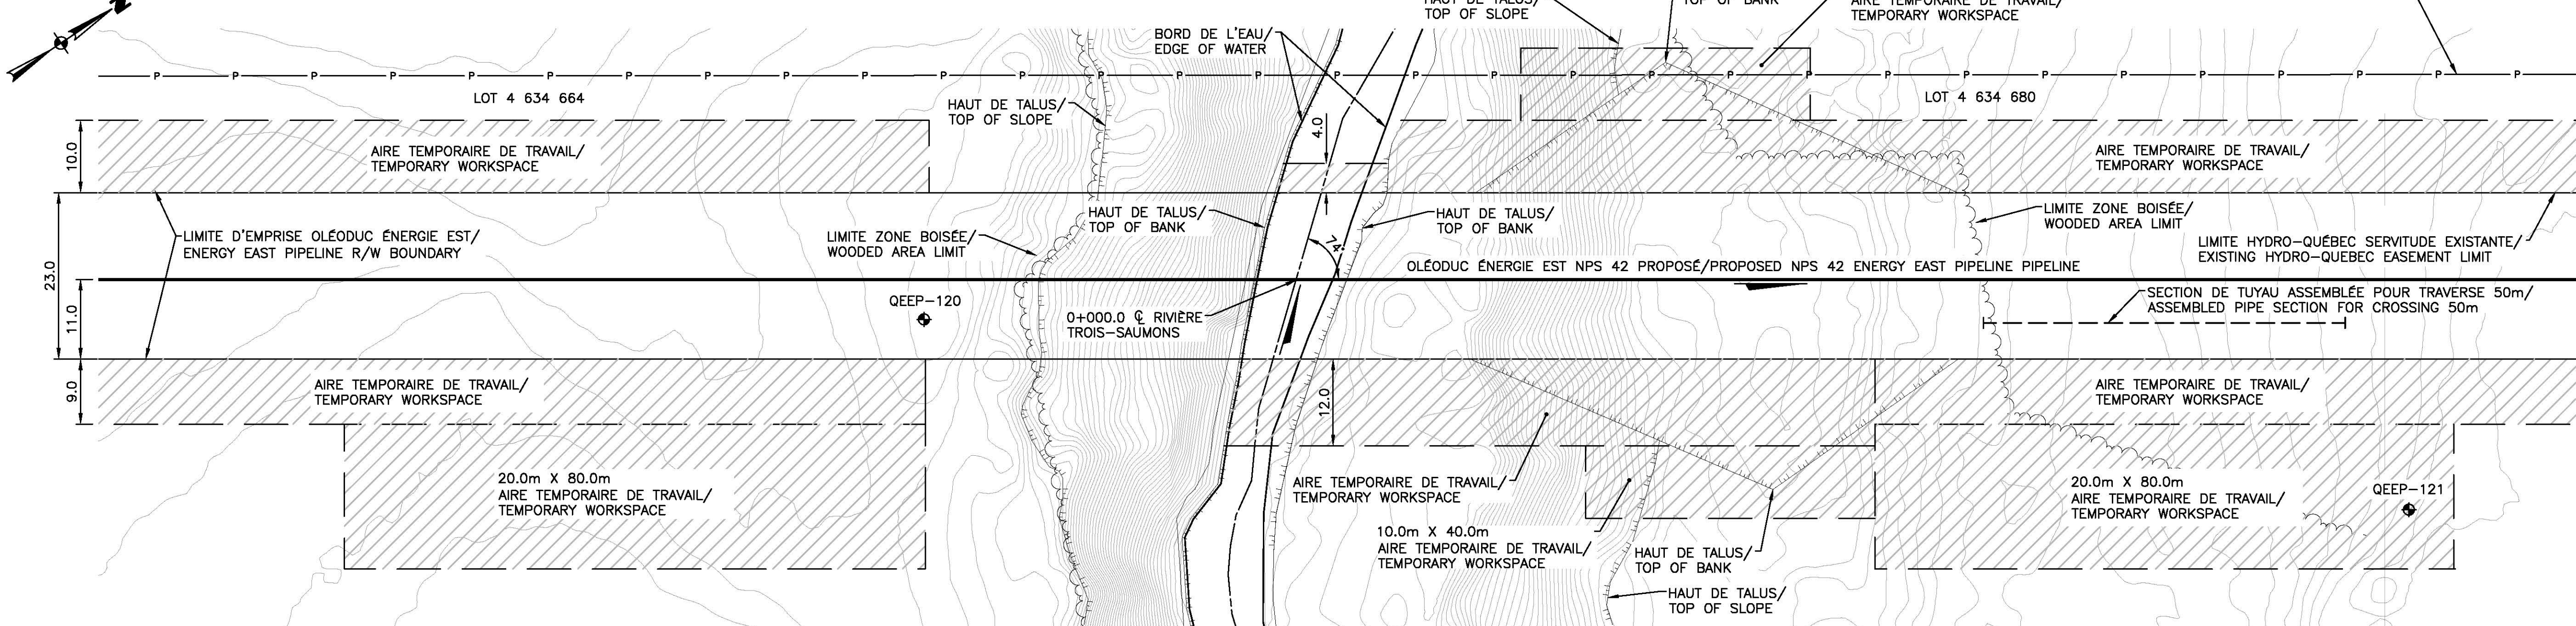 HAUT DE TALUS/
TOP OF SLOPE
TOP OF BANK
AIRE TEMPORAIRE DE TRAVAIL/
TEMPORARY WORKSPACE
N
BORD DE L'EAU/
EDGE OF WATER
P P P P P P P P P P P P P P P P P P P P P P P P P P P P P P P
LOT 4 634 664
LOT 4 634 680
HAUT DE TALUS/
TOP OF SLOPE
4.0
10.0
AIRE TEMPORAIRE DE TRAVAIL/
TEMPORARY WORKSPACE
AIRE TEMPORAIRE DE TRAVAIL/
TEMPORARY WORKSPACE
HAUT DE TALUS/
TOP OF BANK
HAUT DE TALUS/
TOP OF BANK
LIMITE ZONE BOISÉE/
WOODED AREA LIMIT
LIMITE D'EMPRISE OLÉODUC ÉNERGIE EST/
ENERGY EAST PIPELINE R/W BOUNDARY
LIMITE ZONE BOISÉE/
WOODED AREA LIMIT
74°
LIMITE HYDRO-QUÉBEC SERVITUDE EXISTANTE/
EXISTING HYDRO-QUEBEC EASEMENT LIMIT
23.0
OLÉODUC ÉNERGIE EST NPS 42 PROPOSÉ/PROPOSED NPS 42 ENERGY EAST PIPELINE PIPELINE
11.0
QEEP-120
0+000.0 ℄ RIVIÈRE
TROIS-SAUMONS
SECTION DE TUYAU ASSEMBLÉE POUR TRAVERSE 50m/
ASSEMBLED PIPE SECTION FOR CROSSING 50m
9.0
AIRE TEMPORAIRE DE TRAVAIL/
TEMPORARY WORKSPACE
12.0
AIRE TEMPORAIRE DE TRAVAIL/
TEMPORARY WORKSPACE
20.0m X 80.0m
AIRE TEMPORAIRE DE TRAVAIL/
TEMPORARY WORKSPACE
AIRE TEMPORAIRE DE TRAVAIL/
TEMPORARY WORKSPACE
20.0m X 80.0m
AIRE TEMPORAIRE DE TRAVAIL/
TEMPORARY WORKSPACE
QEEP-121
10.0m X 40.0m
AIRE TEMPORAIRE DE TRAVAIL/
TEMPORARY WORKSPACE
HAUT DE TALUS/
TOP OF BANK
HAUT DE TALUS/
TOP OF SLOPE